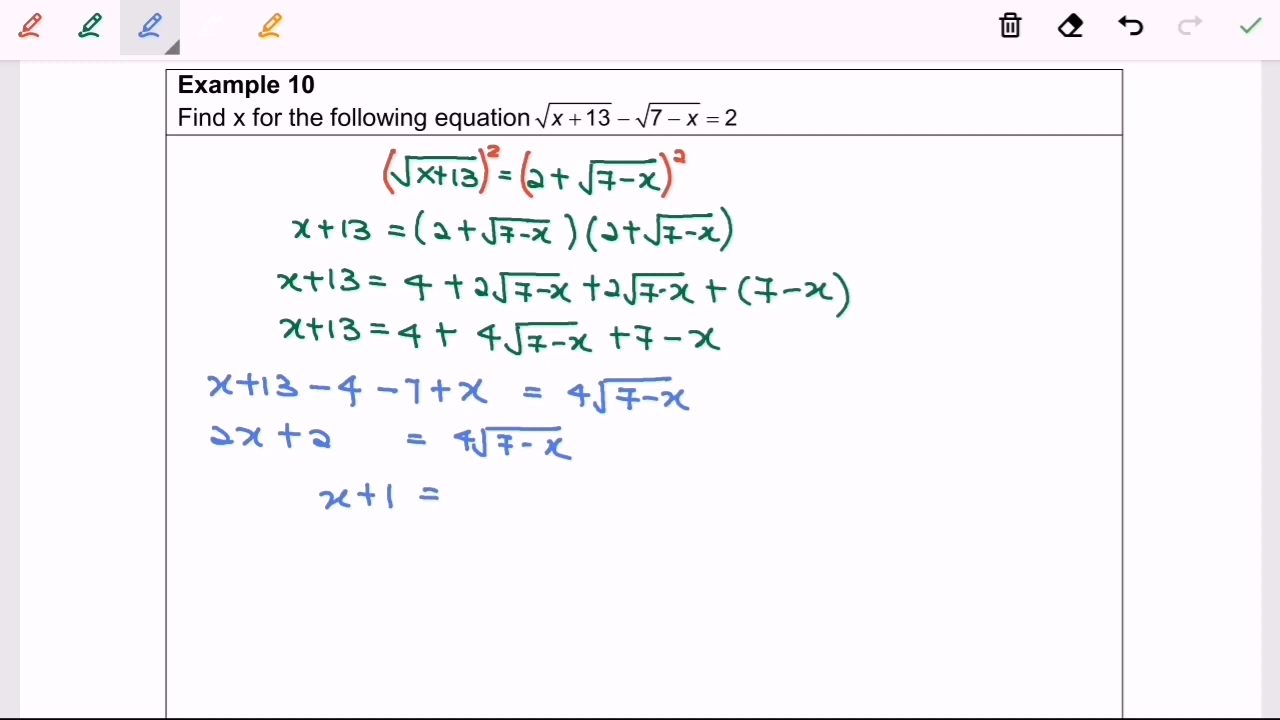 Example 10
Find x for the following equation √(x+13) − √(7−x) = 2
(√(x+13))² = (2+√(7−x))²
x+13 = (2+√(7−x))(2+√(7−x))
x+13 = 4 + 2√(7−x) + 2√(7−x) + (7−x)
x+13 = 4 + 4√(7−x) + 7 − x
x+13 − 4 − 7 + x = 4√(7−x)
2x + 2 = 4√(7−x)
x+1 =